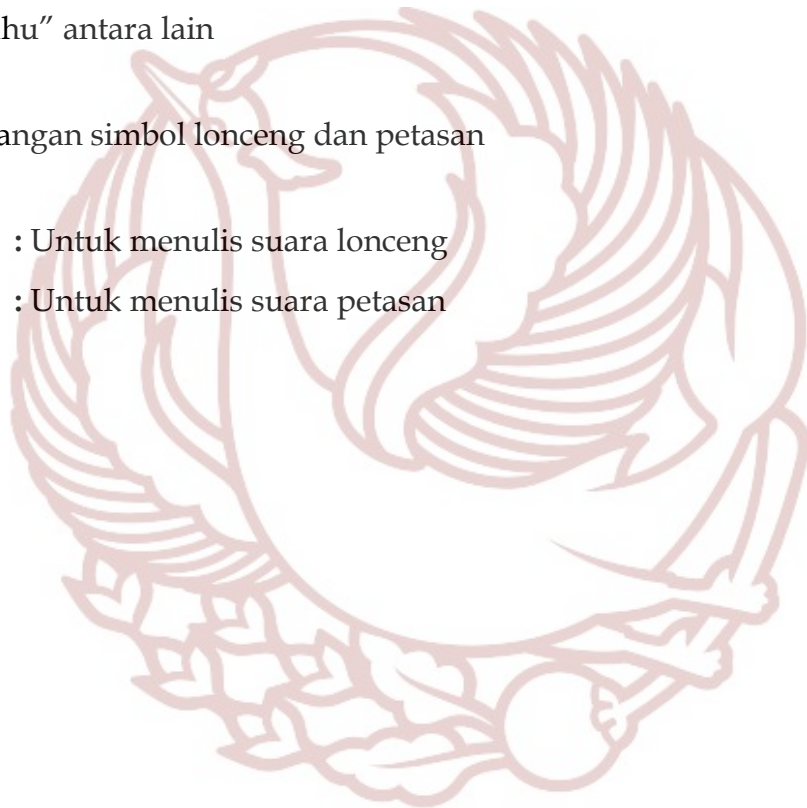 hu” antara lain
angan simbol lonceng dan petasan
: Untuk menulis suara lonceng
: Untuk menulis suara petasan